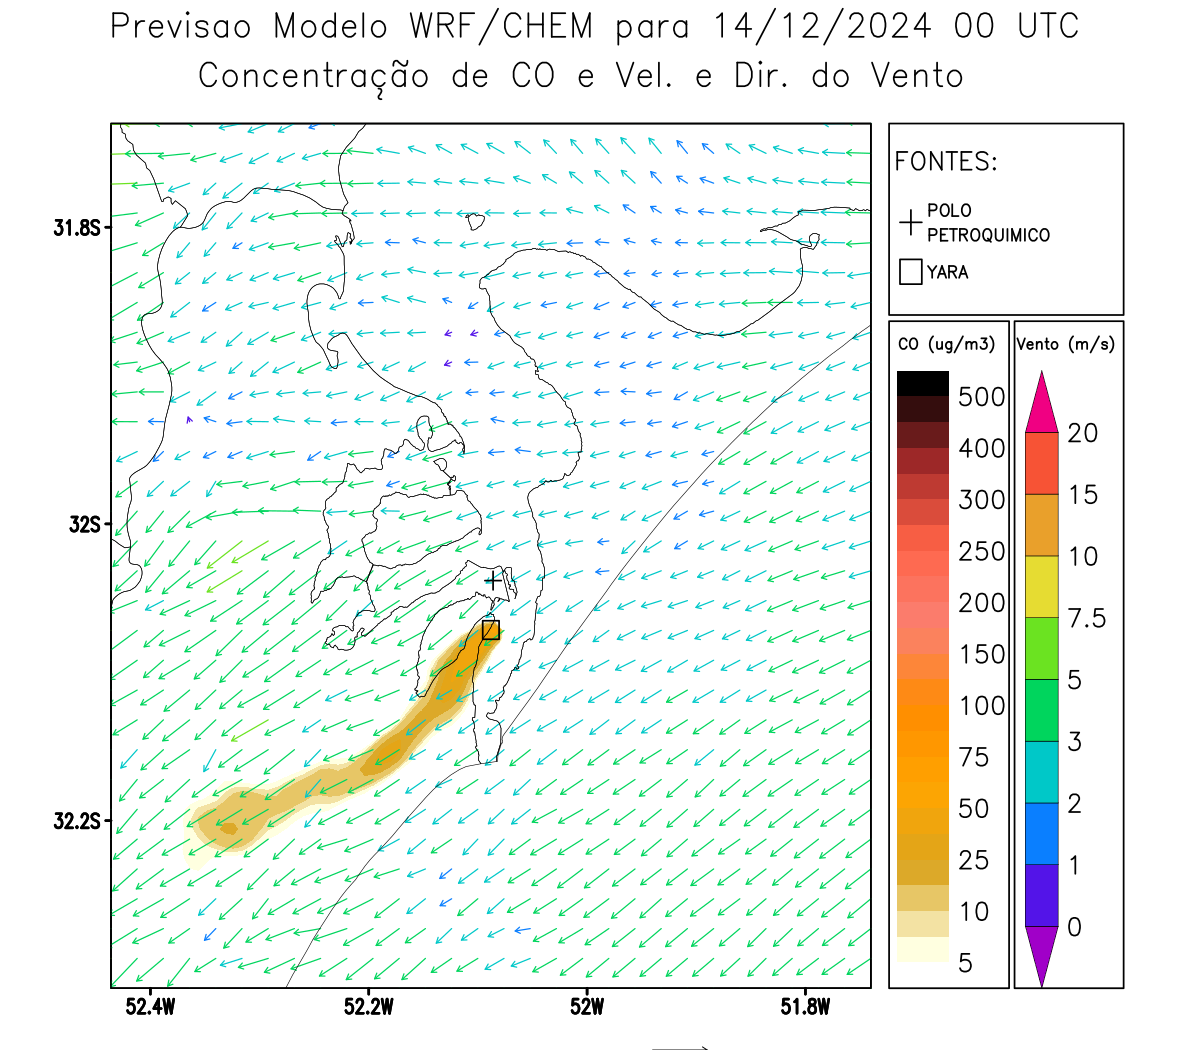 Previsao Modelo WRF/CHEM para 14/12/2024 00 UTC
Concentração de CO e Vel. e Dir. do Vento
FONTES:
POLO
PETROQUIMICO
YARA
CO (ug/m3)
500
400
300
250
200
150
100
75
50
25
10
5
Vento (m/s)
20
15
10
7.5
5
3
2
1
0
31.8S
32S
32.2S
52.4W
52.2W
52W
51.8W